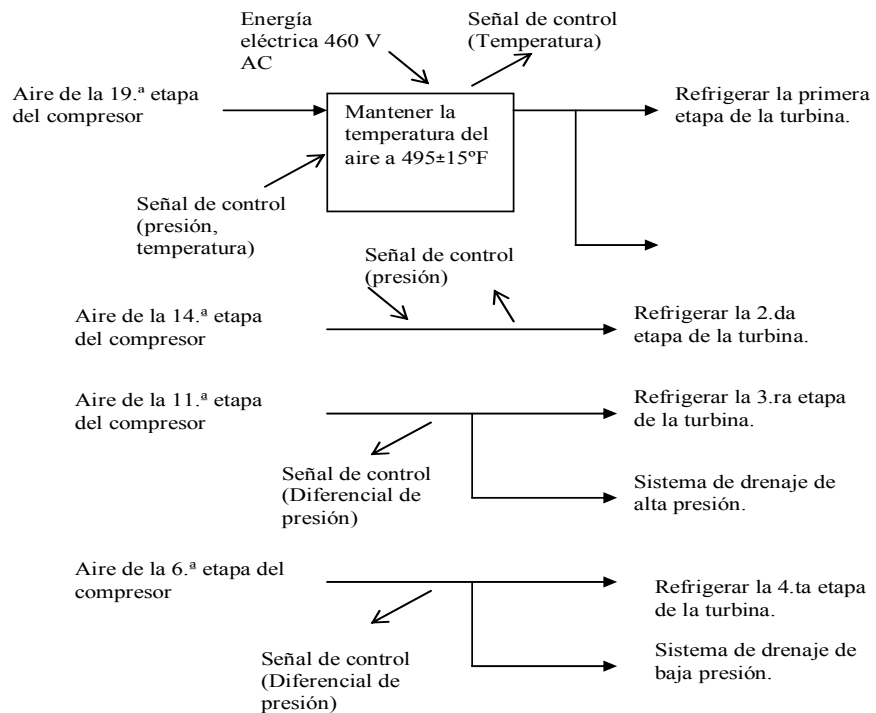 Energía
eléctrica 460 V
AC
Señal de control
(Temperatura)
Aire de la 19.ª etapa
del compresor
Mantener la
temperatura del
aire a 495±15ºF
Refrigerar la primera
etapa de la turbina.
Señal de control
(presión,
temperatura)
Señal de control
(presión)
Aire de la 14.ª etapa
del compresor
Refrigerar la 2.da
etapa de la turbina.
Aire de la 11.ª etapa
del compresor
Refrigerar la 3.ra etapa
de la turbina.
Señal de control
(Diferencial de
presión)
Sistema de drenaje de
alta presión.
Aire de la 6.ª etapa del
compresor
Refrigerar la 4.ta etapa
de la turbina.
Señal de control
(Diferencial de
presión)
Sistema de drenaje de
baja presión.